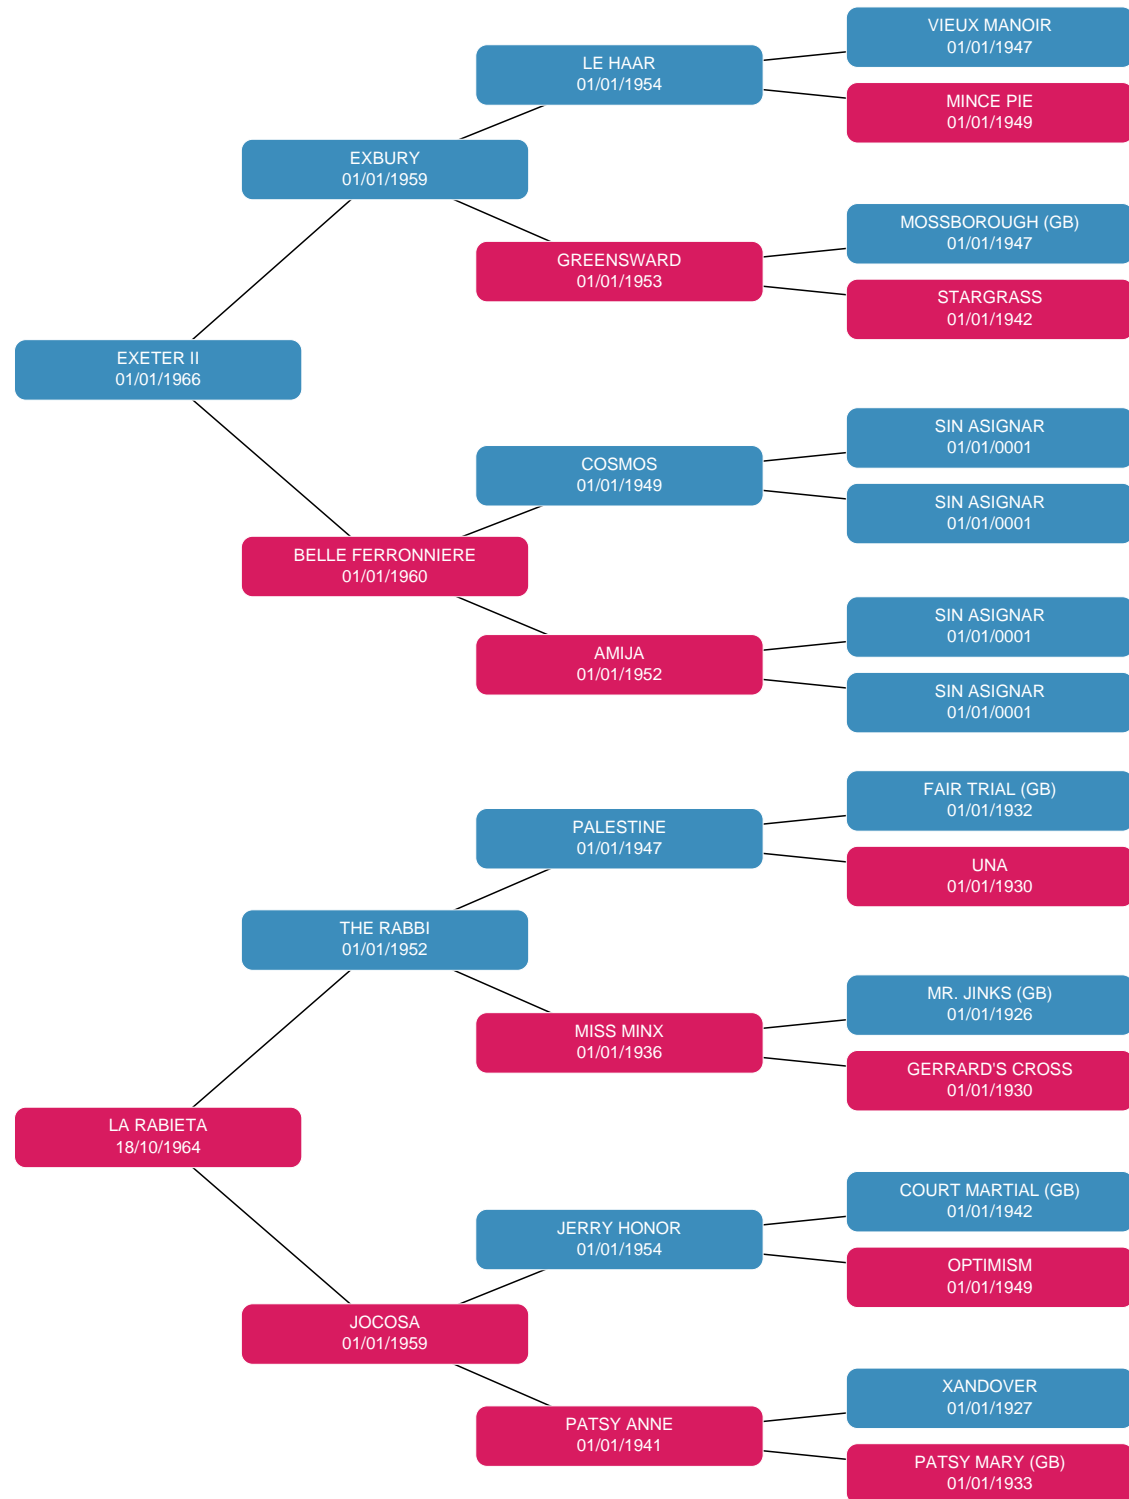 VIEUX MANOIR
01/01/1947
LE HAAR
01/01/1954
MINCE PIE
01/01/1949
EXBURY
01/01/1959
MOSSBOROUGH (GB)
01/01/1947
GREENSWARD
01/01/1953
STARGRASS
01/01/1942
EXETER II
01/01/1966
SIN ASIGNAR
01/01/0001
COSMOS
01/01/1949
SIN ASIGNAR
01/01/0001
BELLE FERRONNIERE
01/01/1960
SIN ASIGNAR
01/01/0001
AMIJA
01/01/1952
SIN ASIGNAR
01/01/0001
FAIR TRIAL (GB)
01/01/1932
PALESTINE
01/01/1947
UNA
01/01/1930
THE RABBI
01/01/1952
MR. JINKS (GB)
01/01/1926
MISS MINX
01/01/1936
GERRARD'S CROSS
01/01/1930
LA RABIETA
18/10/1964
COURT MARTIAL (GB)
01/01/1942
JERRY HONOR
01/01/1954
OPTIMISM
01/01/1949
JOCOSA
01/01/1959
XANDOVER
01/01/1927
PATSY ANNE
01/01/1941
PATSY MARY (GB)
01/01/1933